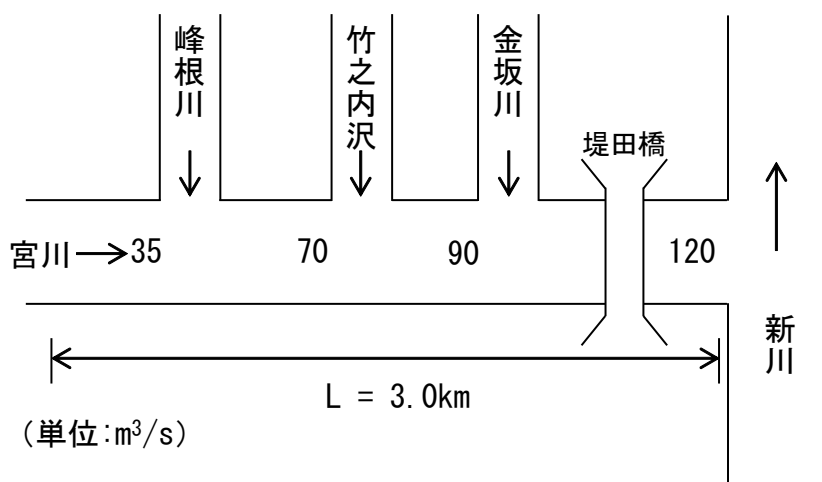 峰根川
竹之内沢
金坂川
堤田橋
宮川
35
70
90
120
新川
L = 3.0km
(単位:m³/s)